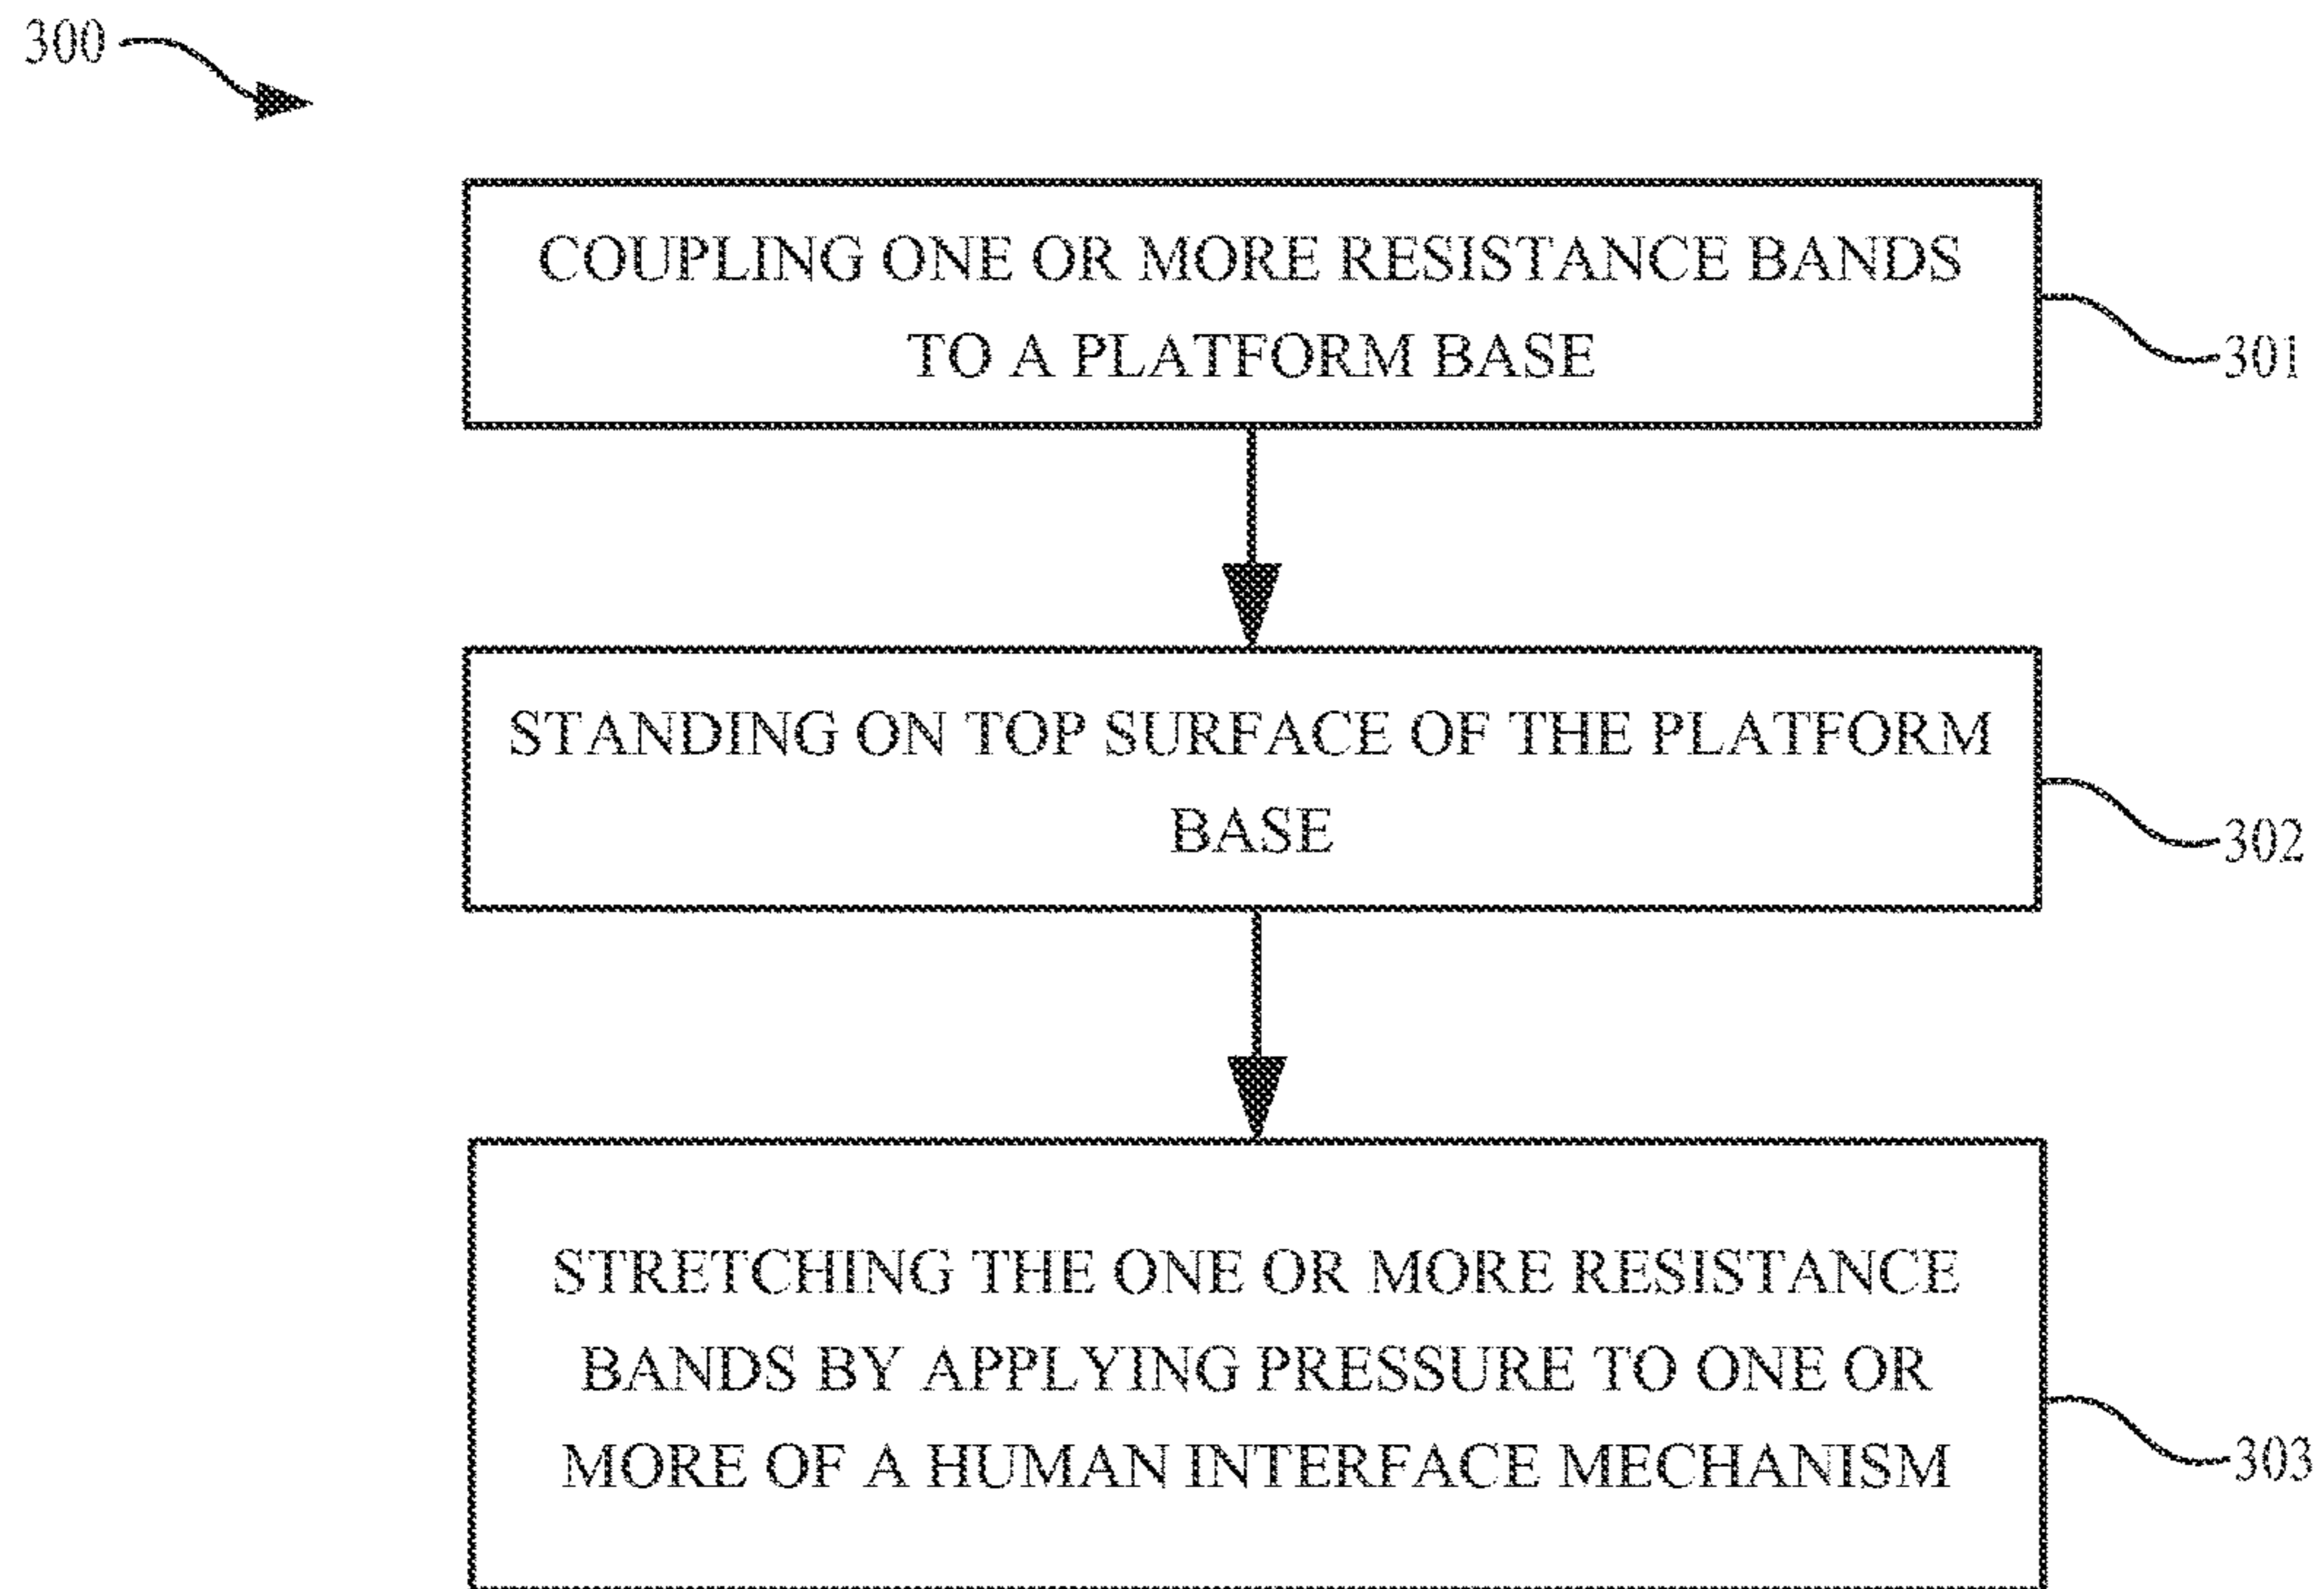 300
COUPLING ONE OR MORE RESISTANCE BANDS
TO A PLATFORM BASE
301
STANDING ON TOP SURFACE OF THE PLATFORM
BASE
302
STRETCHING THE ONE OR MORE RESISTANCE
BANDS BY APPLYING PRESSURE TO ONE OR
MORE OF A HUMAN INTERFACE MECHANISM
303